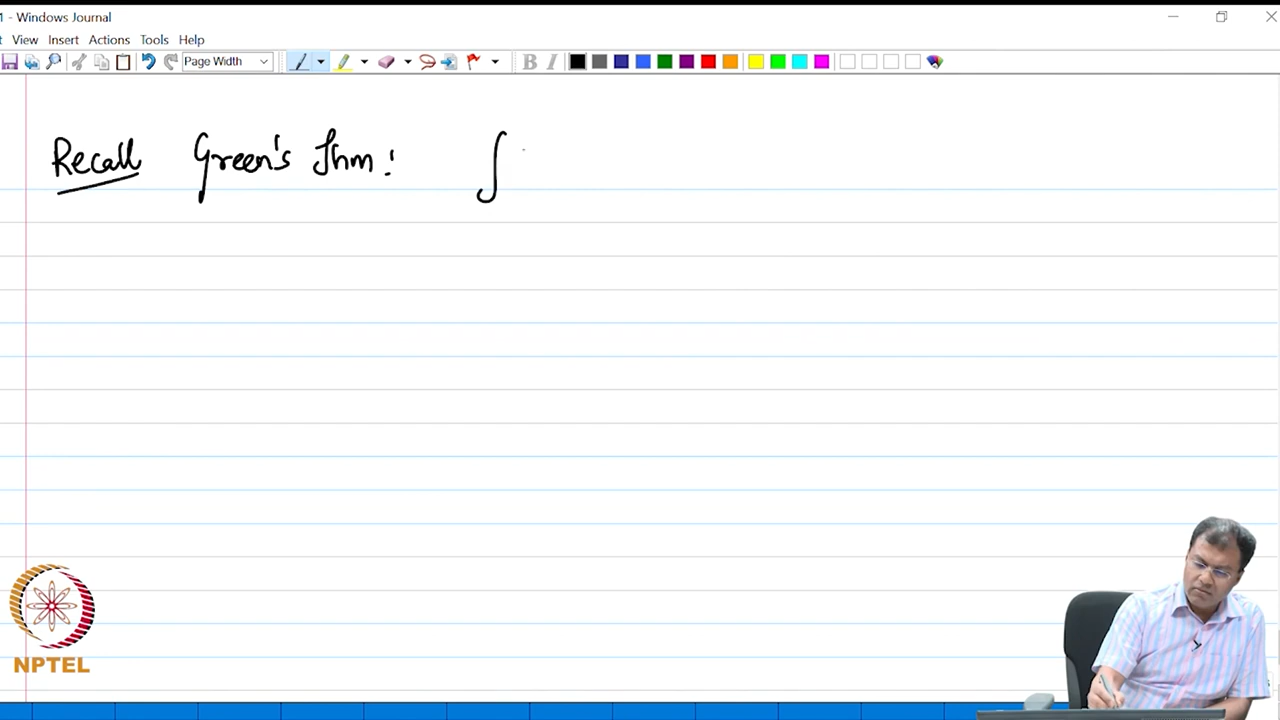 1 - Windows Journal
t View Insert Actions Tools Help
Page Width
B I
Recall Green's Thm : ∫
NPTEL